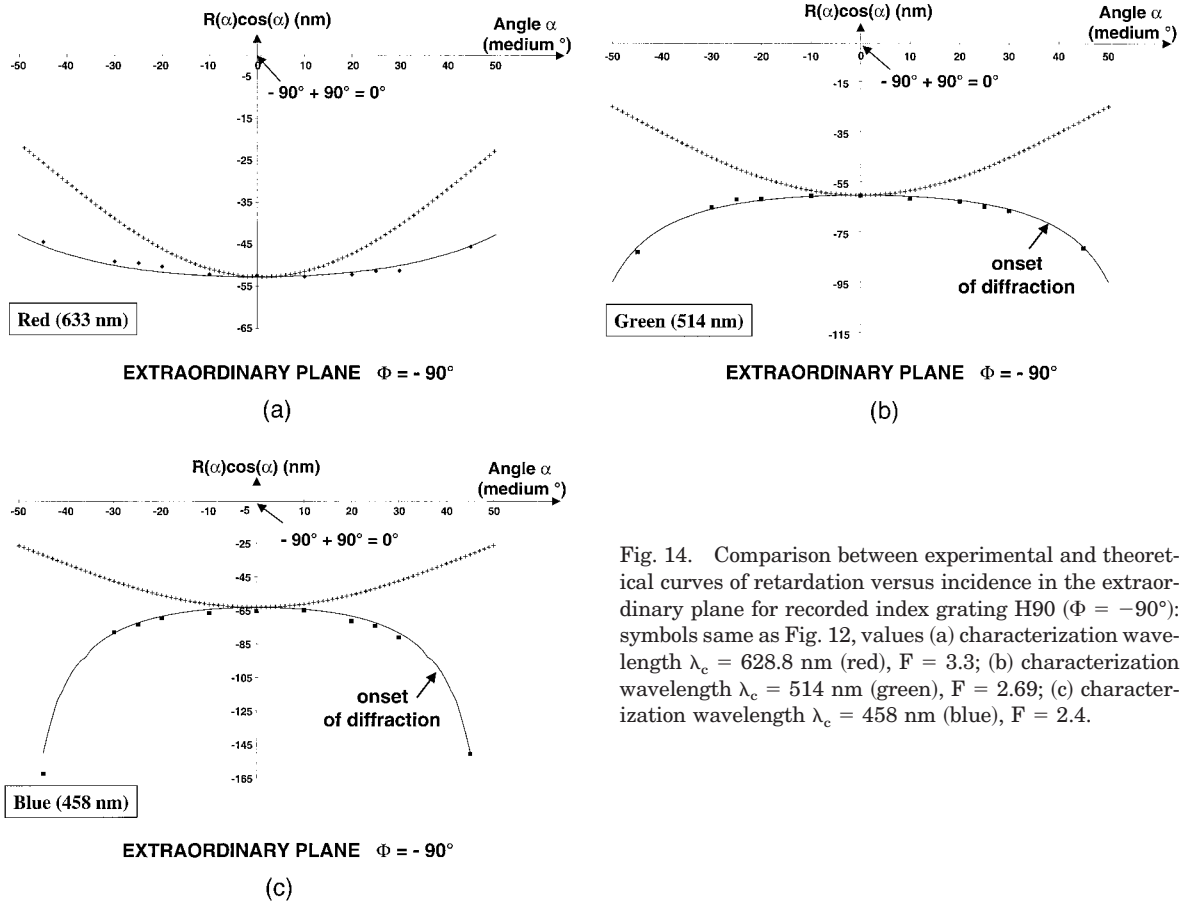 R(α)cos(α) (nm)
Angle α
(medium °)
-50 -40 -30 -20 -10 0 10 20 30 40 50
-5
-15
-25
-35
-45
-55
-65
- 90° + 90° = 0°
Red (633 nm)
EXTRAORDINARY PLANE Φ = - 90°
(a)
R(α)cos(α) (nm)
Angle α
(medium °)
-50 -40 -30 -20 -10 0 10 20 30 40 50
-15
-35
-55
-75
-95
-115
- 90° + 90° = 0°
onset
of diffraction
Green (514 nm)
EXTRAORDINARY PLANE Φ = - 90°
(b)
R(α)cos(α) (nm)
Angle α
(medium °)
-50 -40 -30 -20 -10 -5 0 10 20 30 40 50
-25
-45
-65
-85
-105
-125
-145
-165
- 90° + 90° = 0°
onset
of diffraction
Blue (458 nm)
EXTRAORDINARY PLANE Φ = - 90°
(c)
Fig. 14. Comparison between experimental and theoret-
ical curves of retardation versus incidence in the extraor-
dinary plane for recorded index grating H90 (Φ = −90°):
symbols same as Fig. 12, values (a) characterization wave-
length λc = 628.8 nm (red), F = 3.3; (b) characterization
wavelength λc = 514 nm (green), F = 2.69; (c) character-
ization wavelength λc = 458 nm (blue), F = 2.4.